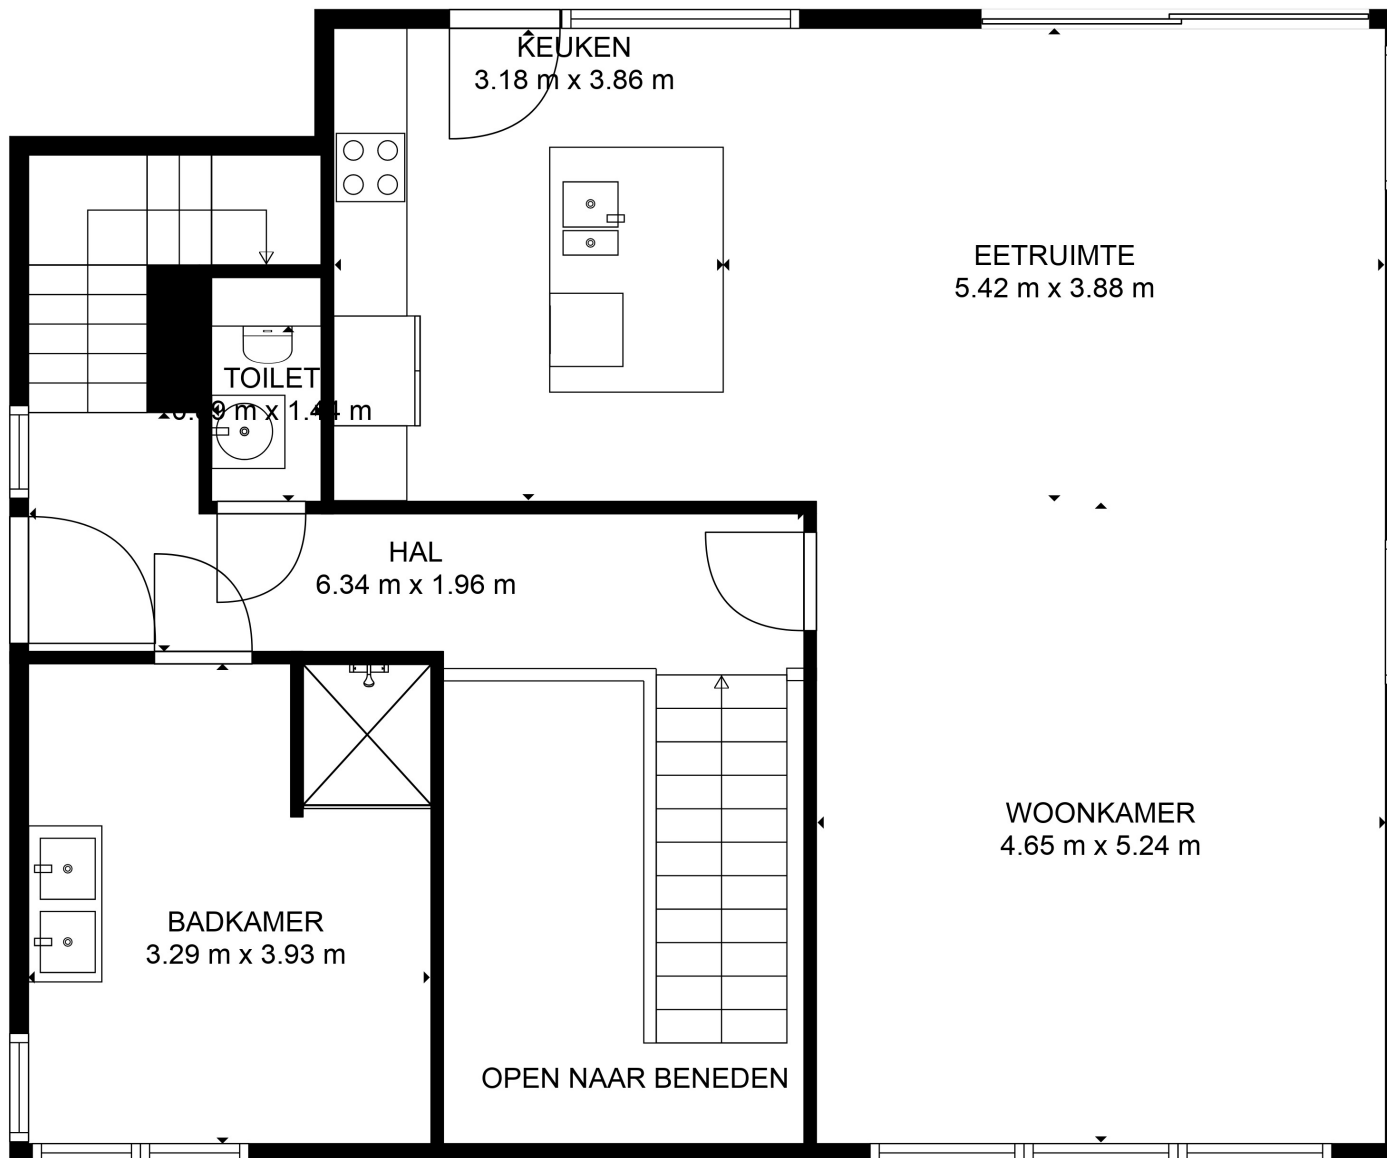 KEUKEN
3.18 m x 3.86 m
EETRUIMTE
5.42 m x 3.88 m
TOILET
m x
HAL
6.34 m x 1.96 m
WOONKAMER
4.65 m x 5.24 m
BADKAMER
3.29 m x 3.93 m
OPEN NAAR BENEDEN